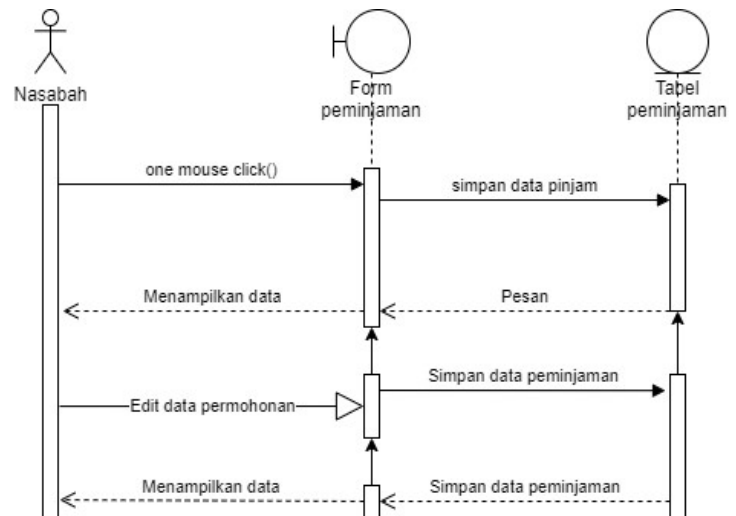 Nasabah
Form
peminjaman
Tabel
peminjaman
one mouse click()
simpan data pinjam
Menampilkan data
Pesan
Simpan data peminjaman
Edit data permohonan
Menampilkan data
Simpan data peminjaman